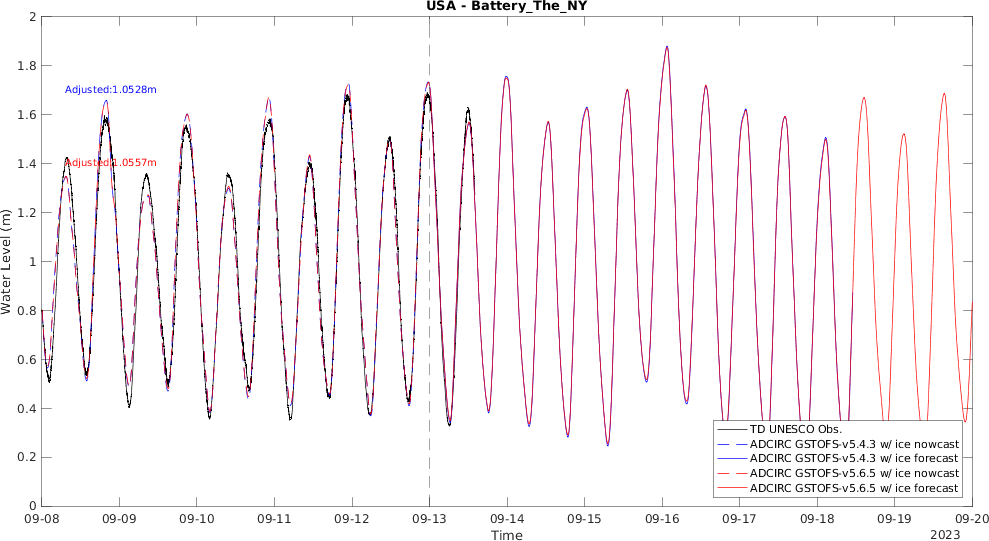 USA - Battery_The_NY
Water Level (m)
2
1.8
1.6
1.4
1.2
1
0.8
0.6
0.4
0.2
0
Adjusted:1.0528m
Adjusted:1.0557m
TD UNESCO Obs.
ADCIRC GSTOFS-v5.4.3 w/ ice nowcast
ADCIRC GSTOFS-v5.4.3 w/ ice forecast
ADCIRC GSTOFS-v5.6.5 w/ ice nowcast
ADCIRC GSTOFS-v5.6.5 w/ ice forecast
09-08 09-09 09-10 09-11 09-12 09-13 09-14 09-15 09-16 09-17 09-18 09-19 09-20
Time
2023